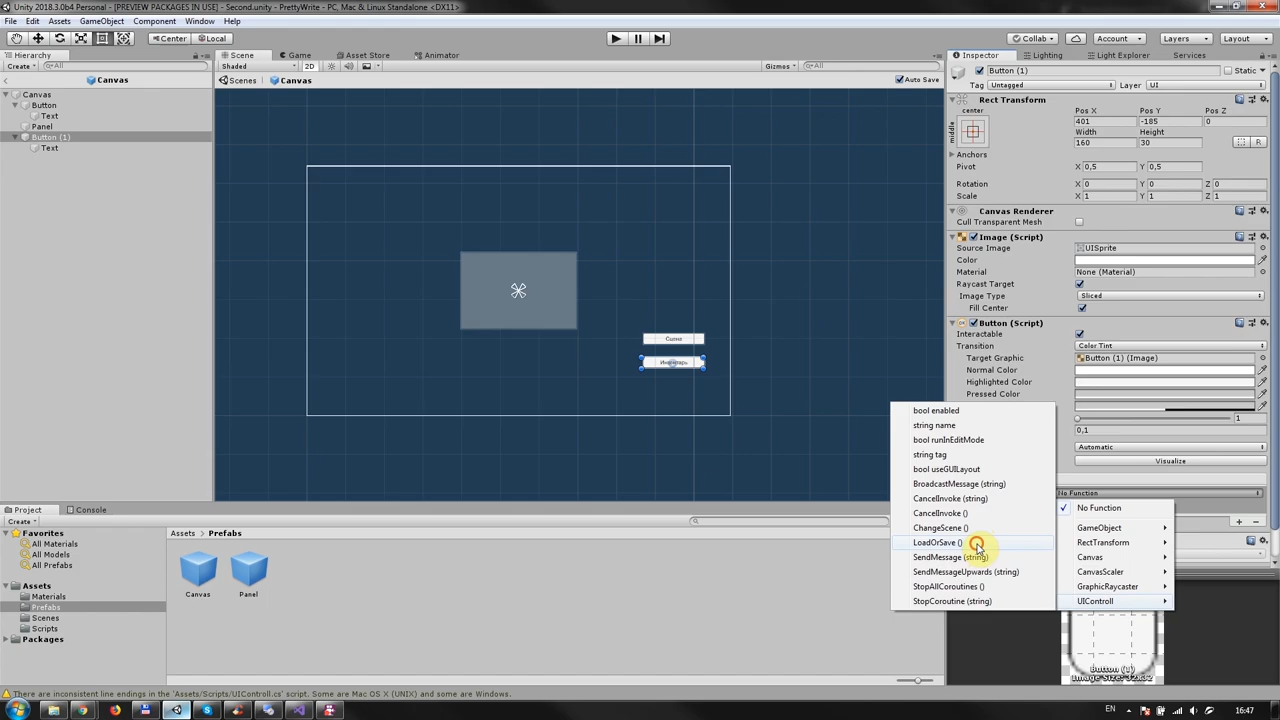 Unity 2018.3.0b4 Personal - [PREVIEW PACKAGES IN USE] - Second.unity - PrettyWrite - PC, Mac & Linux Standalone <DX11>
File Edit Assets GameObject Component Window Help
Center Local Collab Account Layers Layout
Hierarchy
Create All
Canvas
Canvas
Button
Text
Panel
Button (1)
Text
Scene Game Asset Store Animator
Shaded 2D Gizmos All
Scenes Canvas Auto Save
Сцена
Инвентарь
Inspector Lighting Light Explorer Services
Button (1) Static
Tag Untagged Layer UI
Rect Transform
center Pos X Pos Y Pos Z
middle 401 -185 0
Width Height
160 30 R
Anchors
Pivot X 0,5 Y 0,5
Rotation X 0 Y 0 Z 0
Scale X 1 Y 1 Z 1
Canvas Renderer
Cull Transparent Mesh
Image (Script)
Source Image UISprite
Color
Material None (Material)
Raycast Target
Image Type Sliced
Fill Center
Button (Script)
Interactable
Transition Color Tint
Target Graphic Button (1) (Image)
Normal Color
Highlighted Color
Pressed Color
1
0,1
Automatic
Visualize
No Function
bool enabled
string name
bool runInEditMode
string tag
bool useGUILayout
BroadcastMessage (string)
CancelInvoke (string)
CancelInvoke ()
ChangeScene ()
LoadOrSave ()
SendMessage (string)
SendMessageUpwards (string)
StopAllCoroutines ()
StopCoroutine (string)
No Function
GameObject
RectTransform
Canvas
CanvasScaler
GraphicRaycaster
UIControll
Button (1)
Image Size: 32x32
Project Console
Create
Favorites
All Materials
All Models
All Prefabs
Assets
Materials
Prefabs
Scenes
Scripts
Packages
Assets Prefabs
Canvas Button
There are inconsistent line endings in the 'Assets/Scripts/UIControll.cs' script. Some are Mac OS X (UNIX) and some are Windows.
EN 16:47